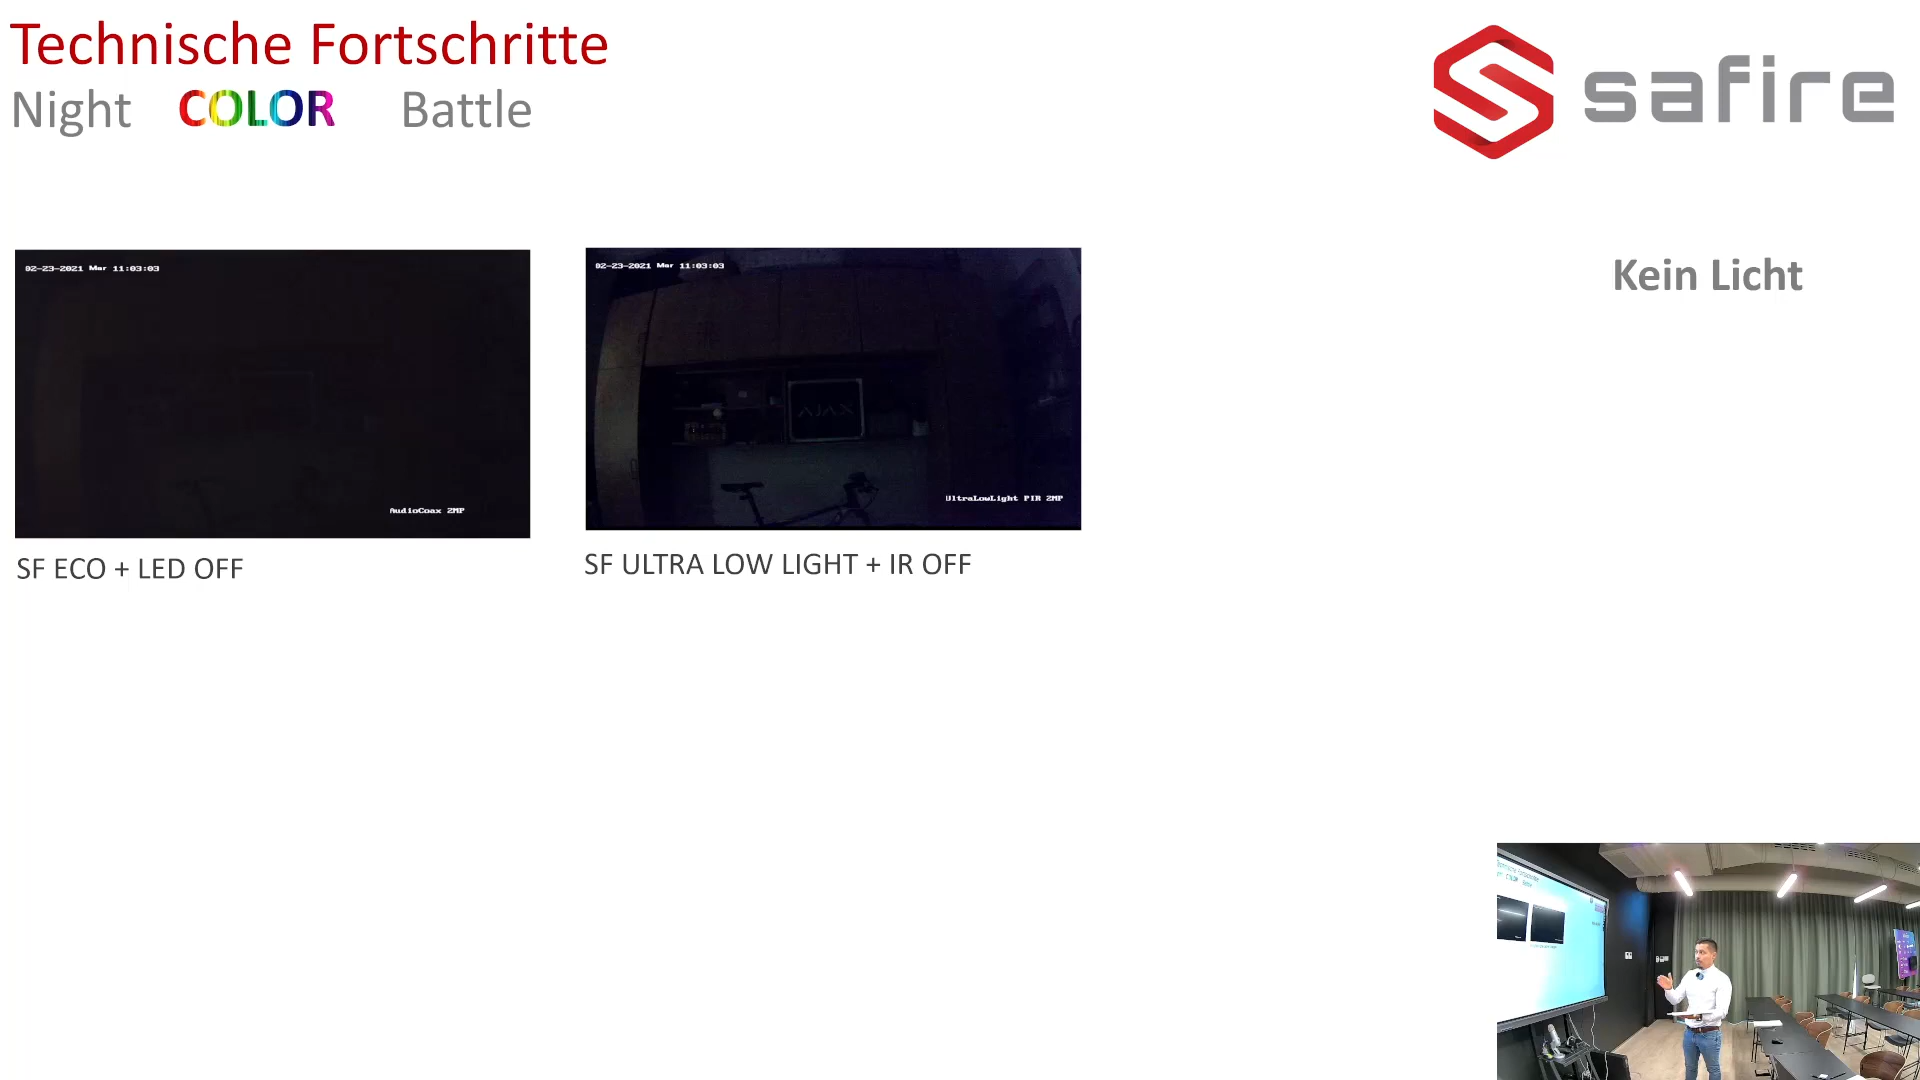 Technische Fortschritte
Night COLOR Battle
safire
Kein Licht
02-23-2021 Mar 11:03:03
AudioCoax 2MP
SF ECO + LED OFF
02-23-2021 Mar 11:03:03
AJAX
UltraLowLight PIR 2MP
SF ULTRA LOW LIGHT + IR OFF